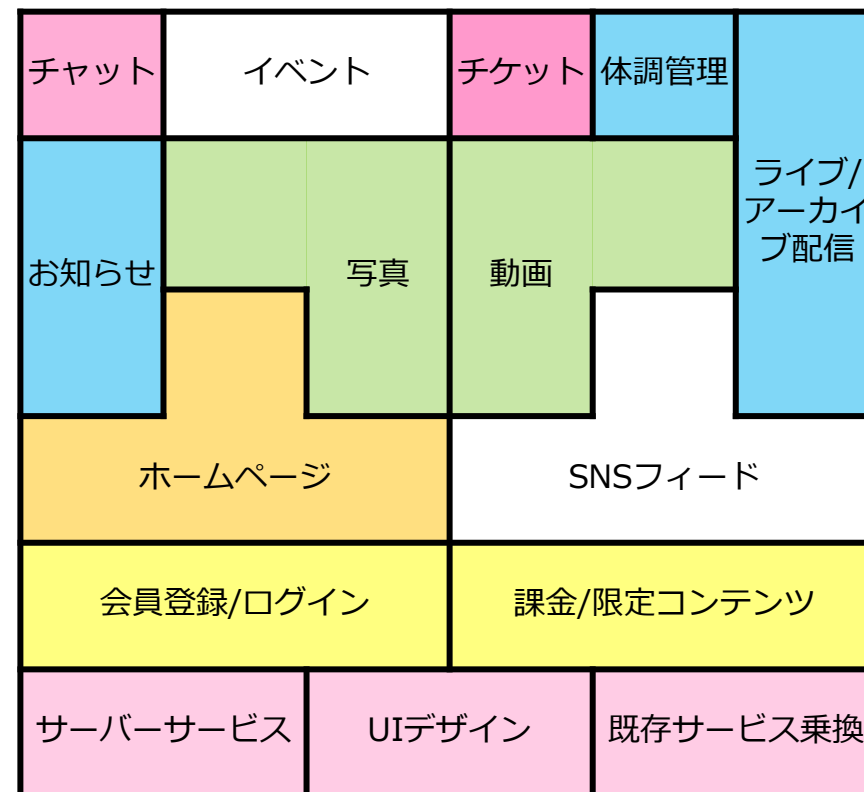 チャット
イベント
チケット
体調管理
ライブ/
アーカイ
ブ配信
お知らせ
写真
動画
ホームページ
SNSフィード
会員登録/ログイン
課金/限定コンテンツ
サーバーサービス
UIデザイン
既存サービス乗換